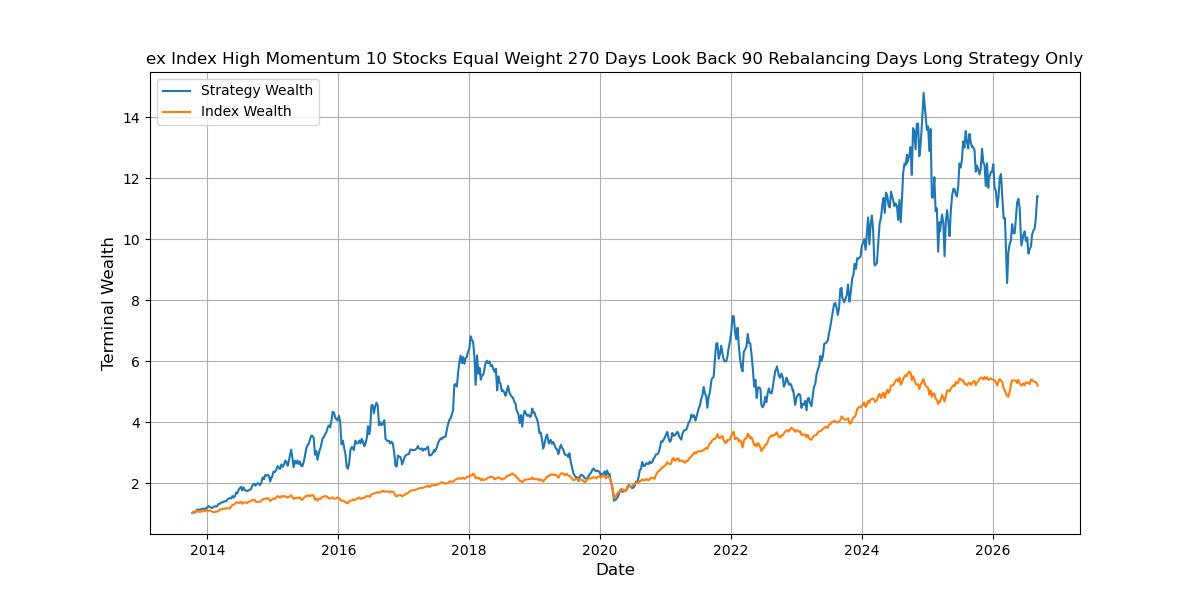 ex Index High Momentum 10 Stocks Equal Weight 270 Days Look Back 90 Rebalancing Days Long Strategy Only
Strategy Wealth
Index Wealth
Terminal Wealth
14
12
10
8
6
4
2
2014 2016 2018 2020 2022 2024 2026
Date